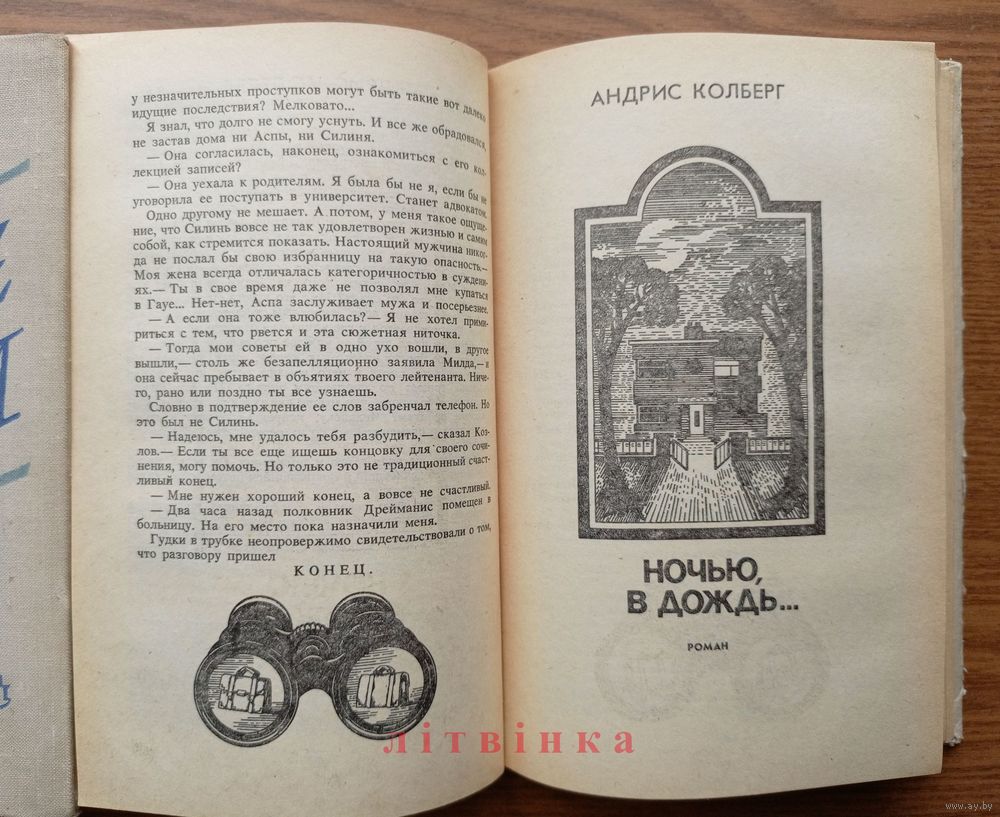 у незначительных проступков могут быть такие вот далеко
идущие последствия? Мелковато...
Я знал, что долго не смогу уснуть. И все же обрадовался,
не застав дома ни Аспы, ни Силиня.
— Она согласилась, наконец, ознакомиться с его кол-
лекцией записей?
— Она уехала к родителям. Я была бы не я, если бы не
уговорила ее поступать в университет. Станет адвокатом.
Одно другому не мешает. А потом, у меня такое ощуще-
ние, что Силинь вовсе не так удовлетворен жизнью и самим
собой, как стремится показать. Настоящий мужчина никог-
да не послал бы свою избранницу на такую опасность.—
Моя жена всегда отличалась категоричностью в суждени-
ях.— Ты в свое время даже не позволял мне купаться
в Гауе... Нет-нет, Аспа заслуживает мужа и посерьезнее.
— А если она тоже влюбилась?— Я не хотел прими-
риться с тем, что рвется и эта сюжетная ниточка.
— Тогда мои советы ей в одно ухо вошли, в другое
вышли,— столь же безапелляционно заявила Милда,— и
она сейчас пребывает в объятиях твоего лейтенанта. Ниче-
го, рано или поздно ты все узнаешь.
Словно в подтверждение ее слов забренчал телефон. Но
это был не Силинь.
— Надеюсь, мне удалось тебя разбудить,— сказал Коз-
лов.— Если ты все еще ищешь концовку для своего сочи-
нения, могу помочь. Но только это не традиционный счаст-
ливый конец.
— Мне нужен хороший конец, а вовсе не счастливый.
— Два часа назад полковник Дрейманис помещен в
больницу. На его место пока назначили меня.
Гудки в трубке неопровержимо свидетельствовали о том,
что разговору пришел
КОНЕЦ.
АНДРИС КОЛБЕРГ
НОЧЬЮ,
В ДОЖДЬ...
РОМАН
літвінка
www.ay.by